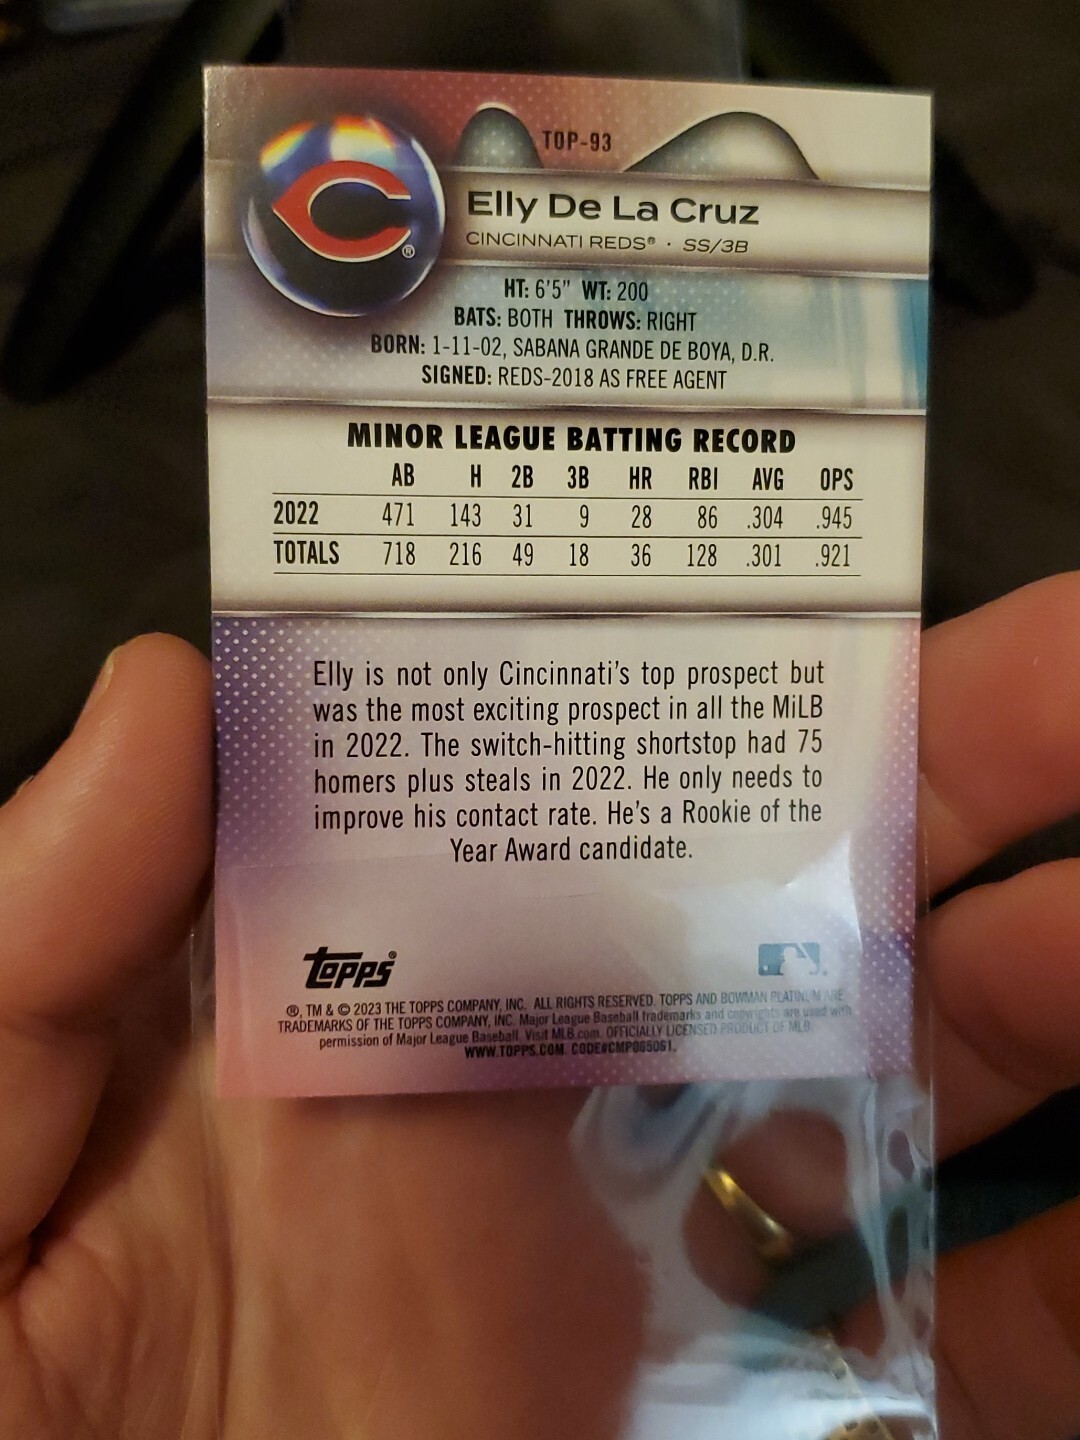 TOP-93
Elly De La Cruz
CINCINNATI REDS® · SS/3B
HT: 6'5" WT: 200
BATS: BOTH THROWS: RIGHT
BORN: 1-11-02, SABANA GRANDE DE BOYA, D.R.
SIGNED: REDS-2018 AS FREE AGENT
MINOR LEAGUE BATTING RECORD
AB H 2B 3B HR RBI AVG OPS
2022 471 143 31 9 28 86 .304 .945
TOTALS 718 216 49 18 36 128 .301 .921
Elly is not only Cincinnati's top prospect but
was the most exciting prospect in all the MiLB
in 2022. The switch-hitting shortstop had 75
homers plus steals in 2022. He only needs to
improve his contact rate. He's a Rookie of the
Year Award candidate.
topps®
®, TM & © 2023 THE TOPPS COMPANY, INC. ALL RIGHTS RESERVED. TOPPS AND BOWMAN PLATINUM ARE
TRADEMARKS OF THE TOPPS COMPANY, INC. Major League Baseball trademarks and copyrights are used with
permission of Major League Baseball. Visit MLB.com. OFFICIALLY LICENSED PRODUCT OF MLB.
WWW.TOPPS.COM. CODE#CMP065061.